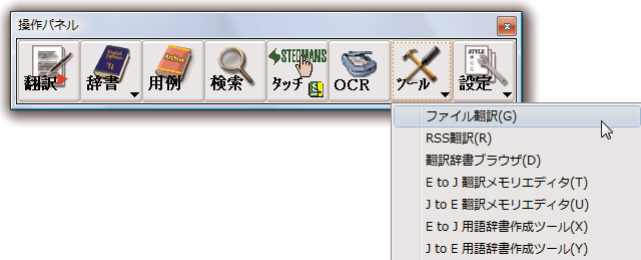 操作パネル
翻訳
辞書
用例
検索
STEDMANS
タッチ
OCR
ツール
設定
STYLE
ファイル翻訳(G)
RSS翻訳(R)
翻訳辞書ブラウザ(D)
E to J 翻訳メモリエディタ(T)
J to E 翻訳メモリエディタ(U)
E to J 用語辞書作成ツール(X)
J to E 用語辞書作成ツール(Y)